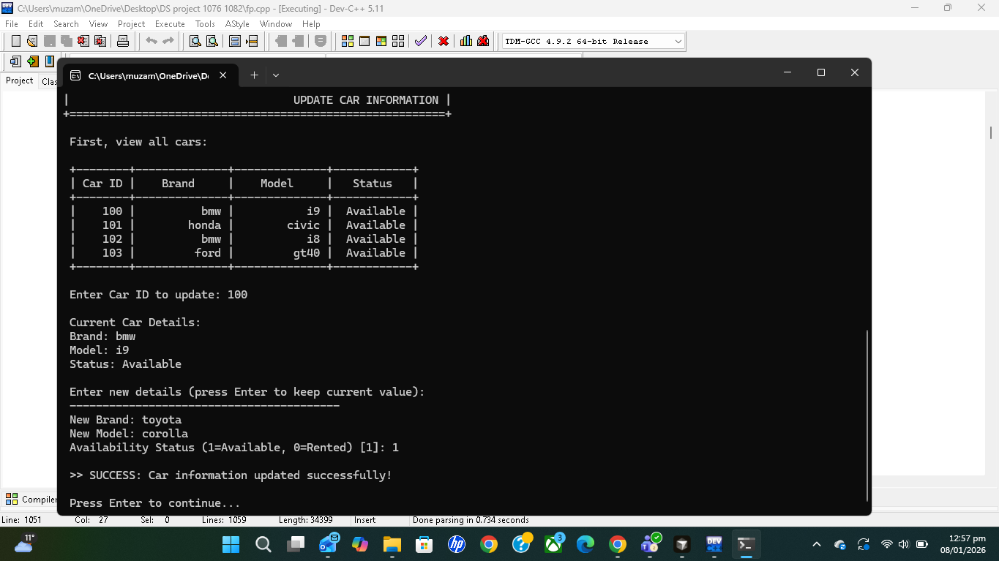 C:\Users\muzam\OneDrive\Desktop\DS project 1076 1082\fp.cpp - [Executing] - Dev-C++ 5.11
File Edit Search View Project Execute Tools AStyle Window Help
TDM-GCC 4.9.2 64-bit Release
Project Clas
C:\Users\muzam\OneDrive\De
| UPDATE CAR INFORMATION |
+=========================================================+
First, view all cars:
+--------+--------------+--------------+------------+
| Car ID | Brand | Model | Status |
+--------+--------------+--------------+------------+
| 100 | bmw | i9 | Available |
| 101 | honda | civic | Available |
| 102 | bmw | i8 | Available |
| 103 | ford | gt40 | Available |
+--------+--------------+--------------+------------+
Enter Car ID to update: 100
Current Car Details:
Brand: bmw
Model: i9
Status: Available
Enter new details (press Enter to keep current value):
-----------------------------------------
New Brand: toyota
New Model: corolla
Availability Status (1=Available, 0=Rented) [1]: 1
>> SUCCESS: Car information updated successfully!
Press Enter to continue...
Compiler
Line: 1051 Col: 27 Sel: 0 Lines: 1059 Length: 34399 Insert Done parsing in 0.734 seconds
11°
3
DEV
12:57 pm
08/01/2026